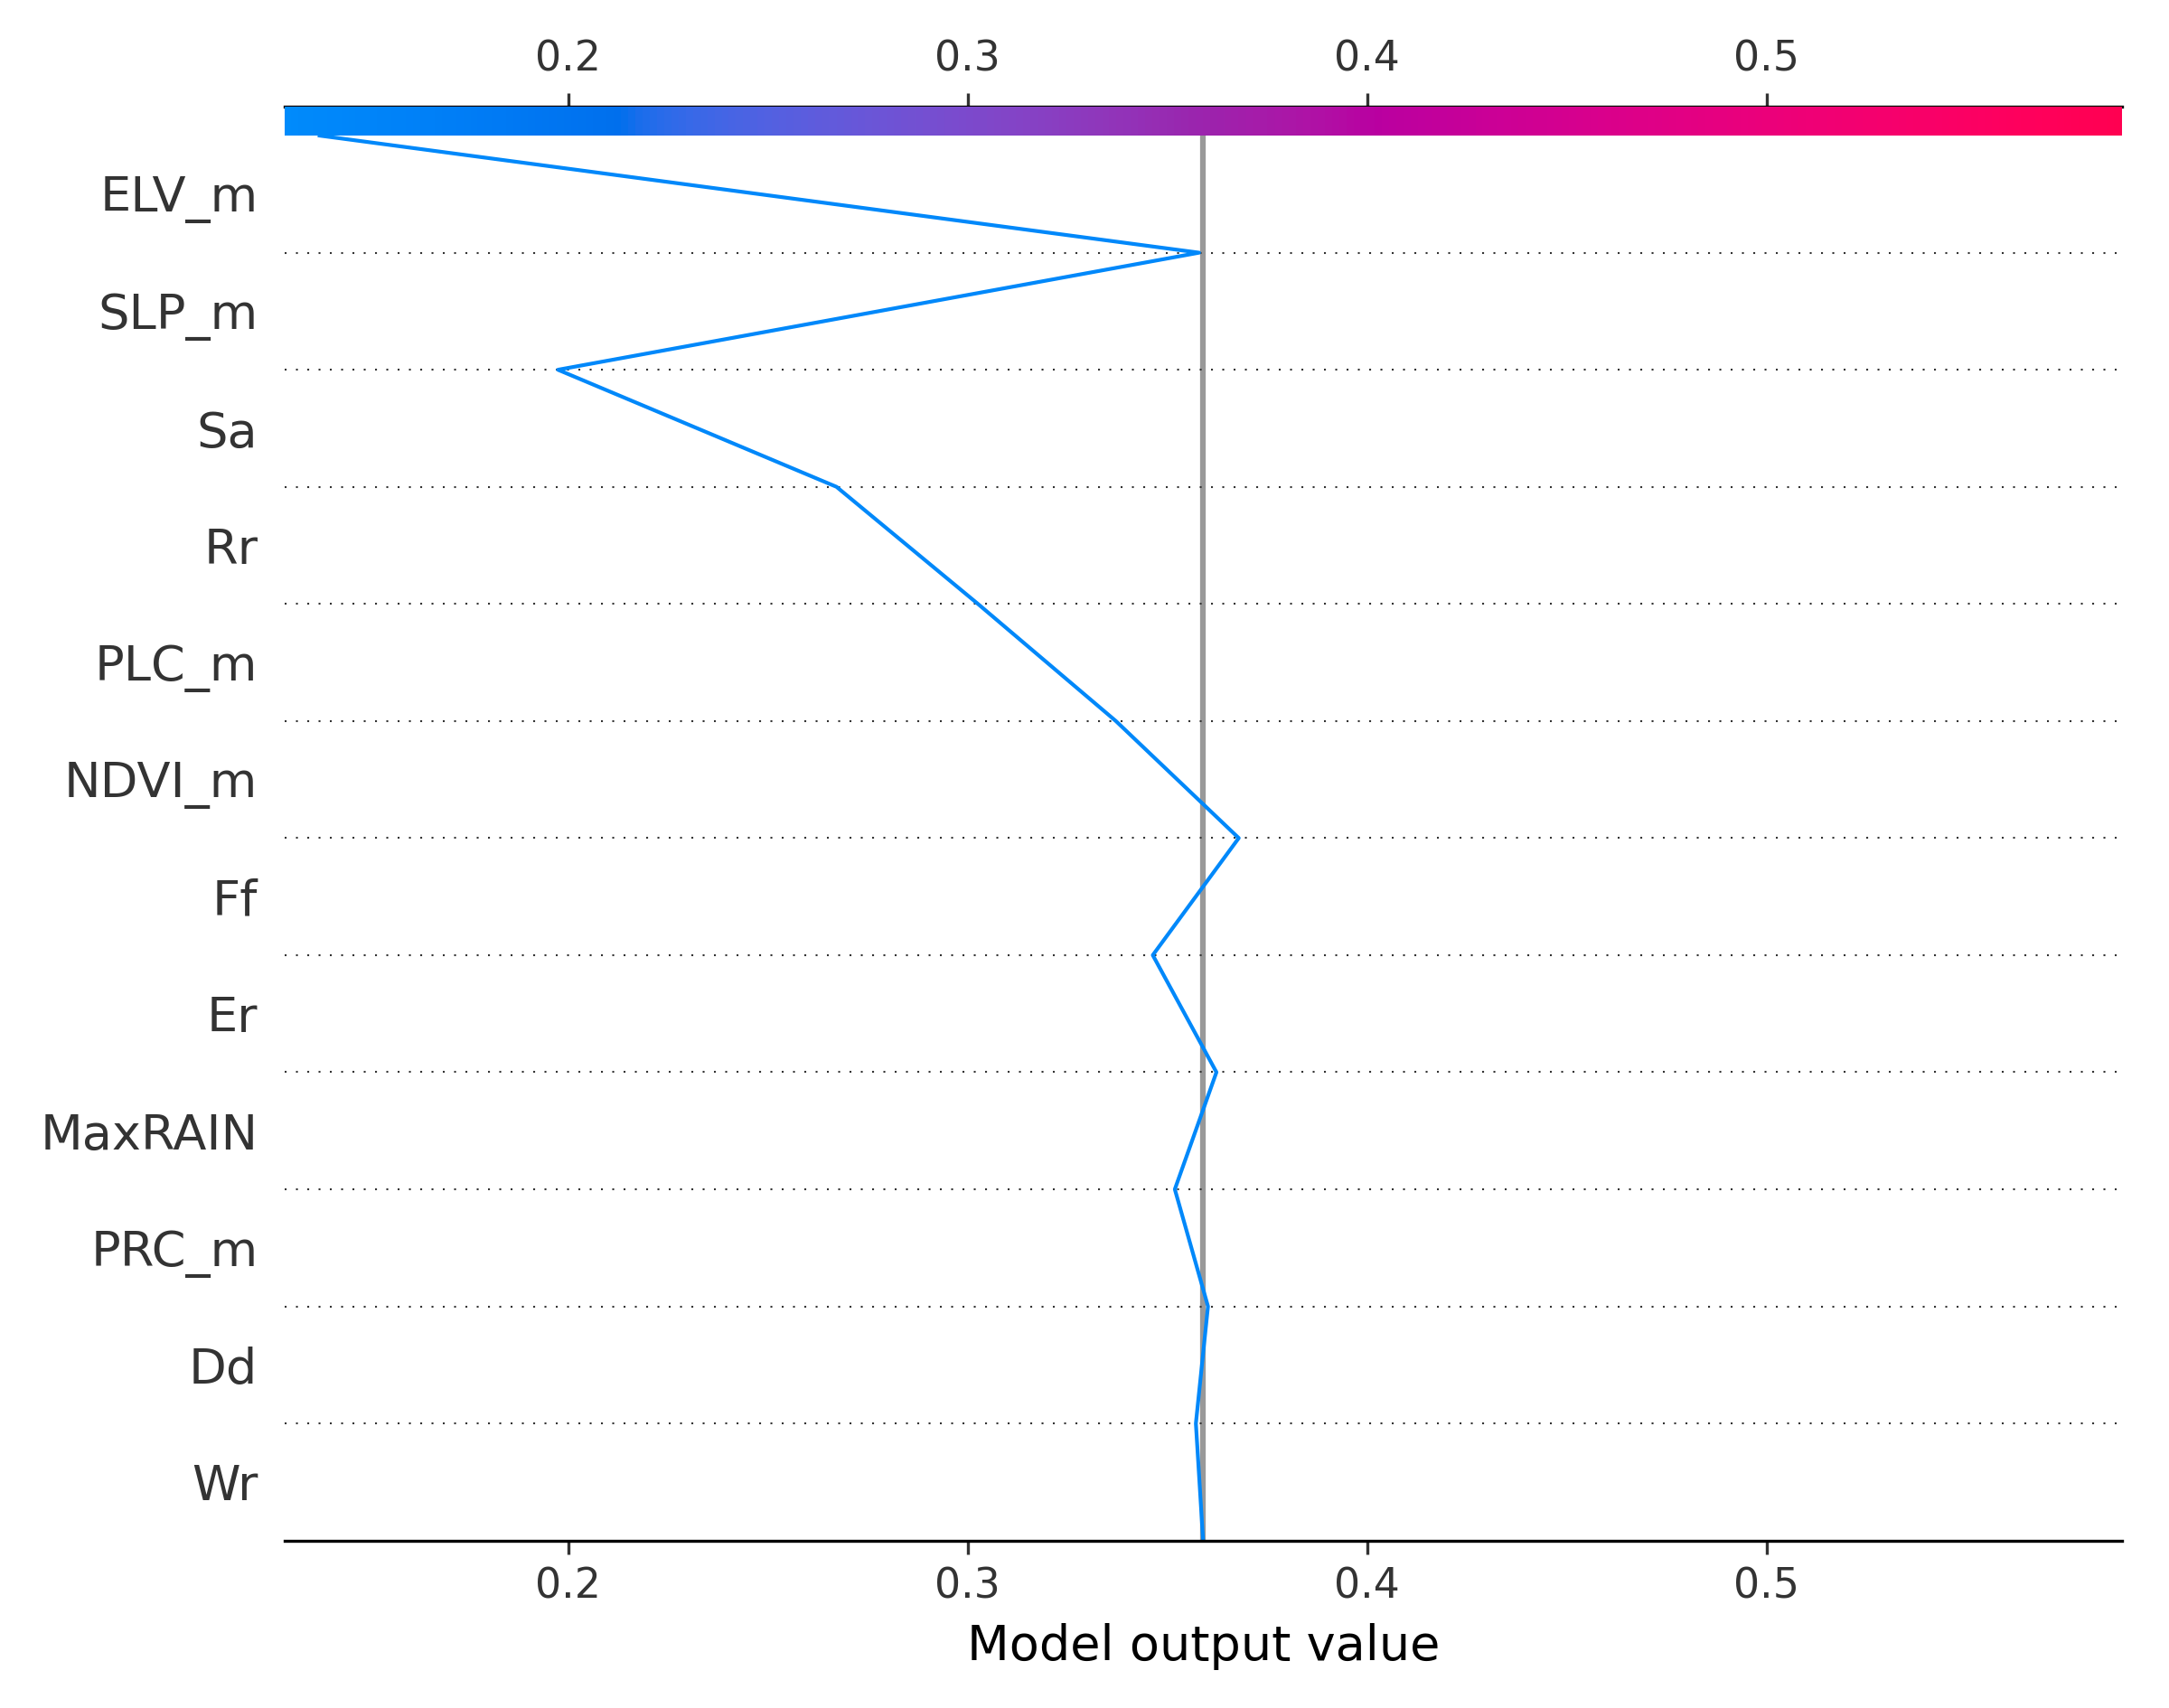 0.2 0.3 0.4 0.5
ELV_m
SLP_m
Sa
Rr
PLC_m
NDVI_m
Ff
Er
MaxRAIN
PRC_m
Dd
Wr
0.2 0.3 0.4 0.5
Model output value